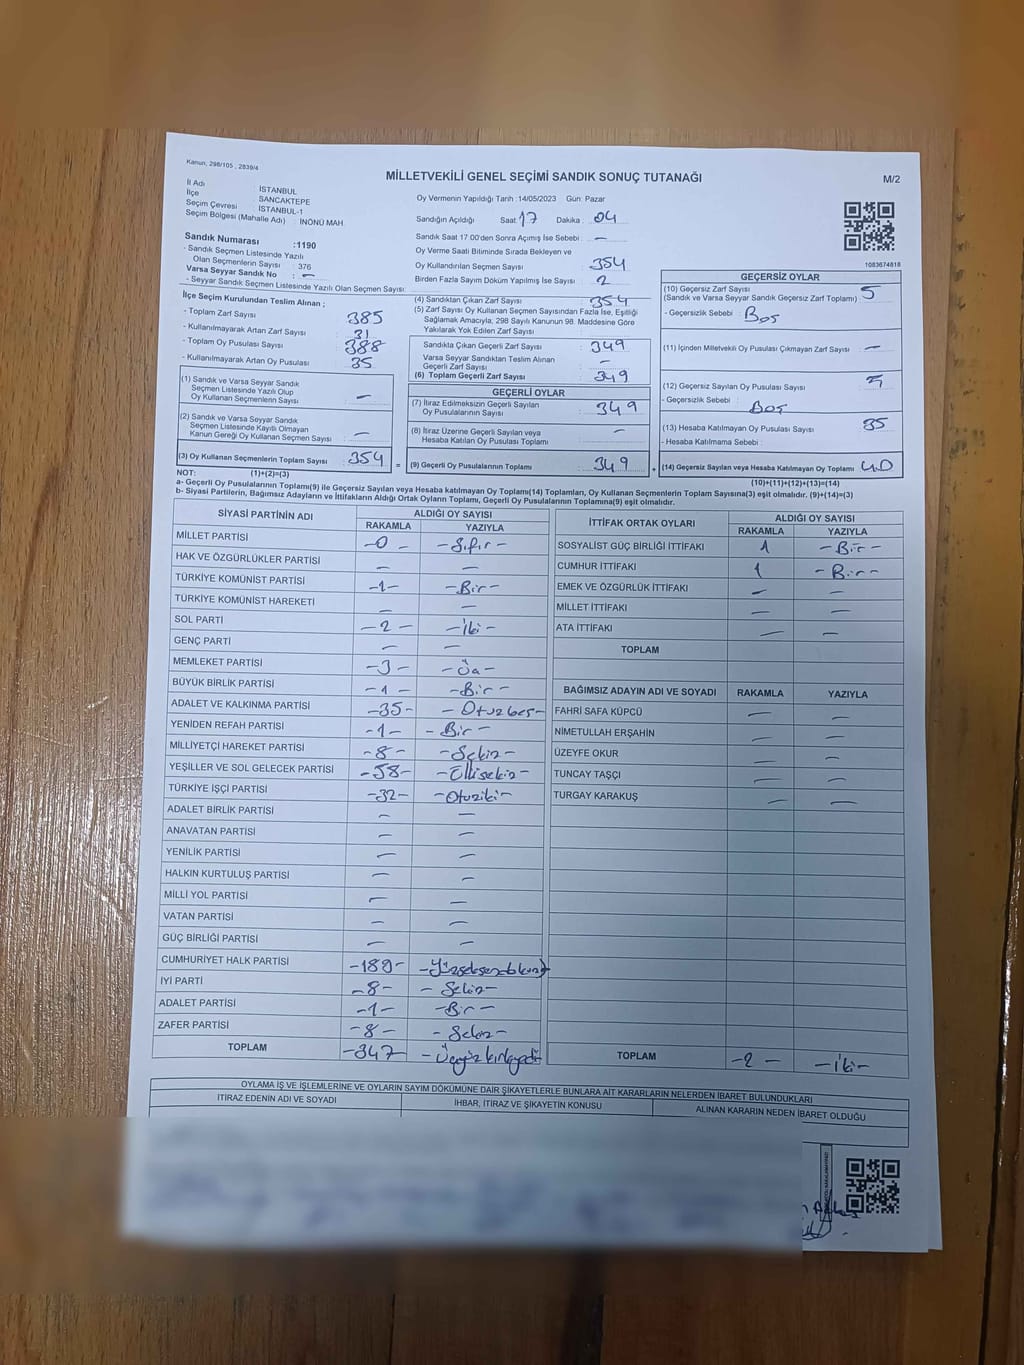 Kanun, 298/105 , 2839/4
MİLLETVEKİLİ GENEL SEÇİMİ SANDIK SONUÇ TUTANAĞI
M/2
İl Adı : İSTANBUL
İlçe : SANCAKTEPE
Seçim Çevresi : İSTANBUL-1
Seçim Bölgesi (Mahalle Adı) : İNÖNÜ MAH.
Oy Vermenin Yapıldığı Tarih :14/05/2023 Gün: Pazar
Sandığın Açıldığı Saat 17 Dakika : 04
Sandık Saat 17.00'den Sonra Açımış İse Sebebi : —
Oy Verme Saati Bitiminde Sırada Bekleyen ve
Oy Kullandırılan Seçmen Sayısı : 354
Birden Fazla Sayım Döküm Yapılmış İse Sayısı : 2
Sandık Numarası :1190
- Sandık Seçmen Listesinde Yazılı
Olan Seçmenlerin Sayısı : 376
Varsa Seyyar Sandık No : —
- Seyyar Sandık Seçmen Listesinde Yazılı Olan Seçmen Sayısı:
1083674818
İlçe Seçim Kurulundan Teslim Alınan ;
- Toplam Zarf Sayısı : 385
- Kullanılmayarak Artan Zarf Sayısı : 31
- Toplam Oy Pusulası Sayısı : 388
- Kullanılmayarak Artan Oy Pusulası : 35
(1) Sandık ve Varsa Seyyar Sandık
Seçmen Listesinde Yazılı Olup
Oy Kullanan Seçmenlerin Sayısı : —
(2) Sandık ve Varsa Seyyar Sandık
Seçmen Listesinde Kayıtlı Olmayan
Kanun Gereği Oy Kullanan Seçmen Sayısı : —
(3) Oy Kullanan Seçmenlerin Toplam Sayısı : 354
(1)+(2)=(3)
(4) Sandıktan Çıkan Zarf Sayısı : 354
(5) Zarf Sayısı Oy Kullanan Seçmen Sayısından Fazla İse, Eşitliği
Sağlamak Amacıyla, 298 Sayılı Kanunun 98. Maddesine Göre
Yakılarak Yok Edilen Zarf Sayısı :
Sandıkta Çıkan Geçerli Zarf Sayısı : 349
Varsa Seyyar Sandıktan Teslim Alınan
Geçerli Zarf Sayısı : —
(6) Toplam Geçerli Zarf Sayısı : 349
GEÇERLİ OYLAR
(7) İtiraz Edilmeksizin Geçerli Sayılan
Oy Pusulalarının Sayısı : 349
(8) İtiraz Üzerine Geçerli Sayılan veya
Hesaba Katılan Oy Pusulası Toplamı : —
= (9) Geçerli Oy Pusulalarının Toplamı : 349
GEÇERSİZ OYLAR
(10) Geçersiz Zarf Sayısı : 5
(Sandık ve Varsa Seyyar Sandık Geçersiz Zarf Toplamı)
- Geçersizlik Sebebi : Boş
(11) İçinden Milletvekili Oy Pusulası Çıkmayan Zarf Sayısı : —
(12) Geçersiz Sayılan Oy Pusulası Sayısı :
- Geçersizlik Sebebi : Boş
(13) Hesaba Katılmayan Oy Pusulası Sayısı : 35
- Hesaba Katılmama Sebebi :
+ (14) Geçersiz Sayılan veya Hesaba Katılmayan Oy Toplamı : 40
(10)+(11)+(12)+(13)=(14)
NOT:
a- Geçerli Oy Pusulalarının Toplamı(9) ile Geçersiz Sayılan veya Hesaba katılmayan Oy Toplamı(14) Toplamları, Oy Kullanan Seçmenlerin Toplam Sayısına(3) eşit olmalıdır. (9)+(14)=(3)
b- Siyasi Partilerin, Bağımsız Adayların ve İttifakların Aldığı Ortak Oyların Toplamı, Geçerli Oy Pusulalarının Toplamına(9) eşit olmalıdır.
SİYASİ PARTİNİN ADI ALDIĞI OY SAYISI
RAKAMLA YAZIYLA
MİLLET PARTİSİ -0- -Sıfır-
HAK VE ÖZGÜRLÜKLER PARTİSİ — —
TÜRKİYE KOMÜNİST PARTİSİ -1- -Bir-
TÜRKİYE KOMÜNİST HAREKETİ — —
SOL PARTİ -2- -İki-
GENÇ PARTİ — —
MEMLEKET PARTİSİ -3-
BÜYÜK BİRLİK PARTİSİ -1- -Bir-
ADALET VE KALKINMA PARTİSİ -35- -Otuzbeş-
YENİDEN REFAH PARTİSİ -1- -Bir-
MİLLİYETÇİ HAREKET PARTİSİ -8- -Sekiz-
YEŞİLLER VE SOL GELECEK PARTİSİ -58- -Ellisekiz-
TÜRKİYE İŞÇİ PARTİSİ -32- -Otuziki-
ADALET BİRLİK PARTİSİ — —
ANAVATAN PARTİSİ — —
YENİLİK PARTİSİ — —
HALKIN KURTULUŞ PARTİSİ — —
MİLLİ YOL PARTİSİ — —
VATAN PARTİSİ — —
GÜÇ BİRLİĞİ PARTİSİ — —
CUMHURİYET HALK PARTİSİ -189-
İYİ PARTİ -8- -Sekiz-
ADALET PARTİSİ -1- -Bir-
ZAFER PARTİSİ -8- -Sekiz-
TOPLAM -347- -Üçyüzkırkyedi-
İTTİFAK ORTAK OYLARI ALDIĞI OY SAYISI
RAKAMLA YAZIYLA
SOSYALİST GÜÇ BİRLİĞİ İTTİFAKI 1 -Bir-
CUMHUR İTTİFAKI 1 -Bir-
EMEK VE ÖZGÜRLÜK İTTİFAKI — —
MİLLET İTTİFAKI — —
ATA İTTİFAKI — —
TOPLAM
BAĞIMSIZ ADAYIN ADI VE SOYADI RAKAMLA YAZIYLA
FAHRİ SAFA KÜPCÜ — —
NİMETULLAH ERŞAHİN — —
ÜZEYFE OKUR — —
TUNCAY TAŞÇI — —
TURGAY KARAKUŞ — —
TOPLAM -2- -İki-
OYLAMA İŞ VE İŞLEMLERİNE VE OYLARIN SAYIM DÖKÜMÜNE DAİR ŞİKAYETLERLE BUNLARA AİT KARARLARIN NELERDEN İBARET BULUNDUKLARI
İTİRAZ EDENİN ADI VE SOYADI İHBAR, İTİRAZ VE ŞİKAYETİN KONUSU ALINAN KARARIN NEDEN İBARET OLDUĞU